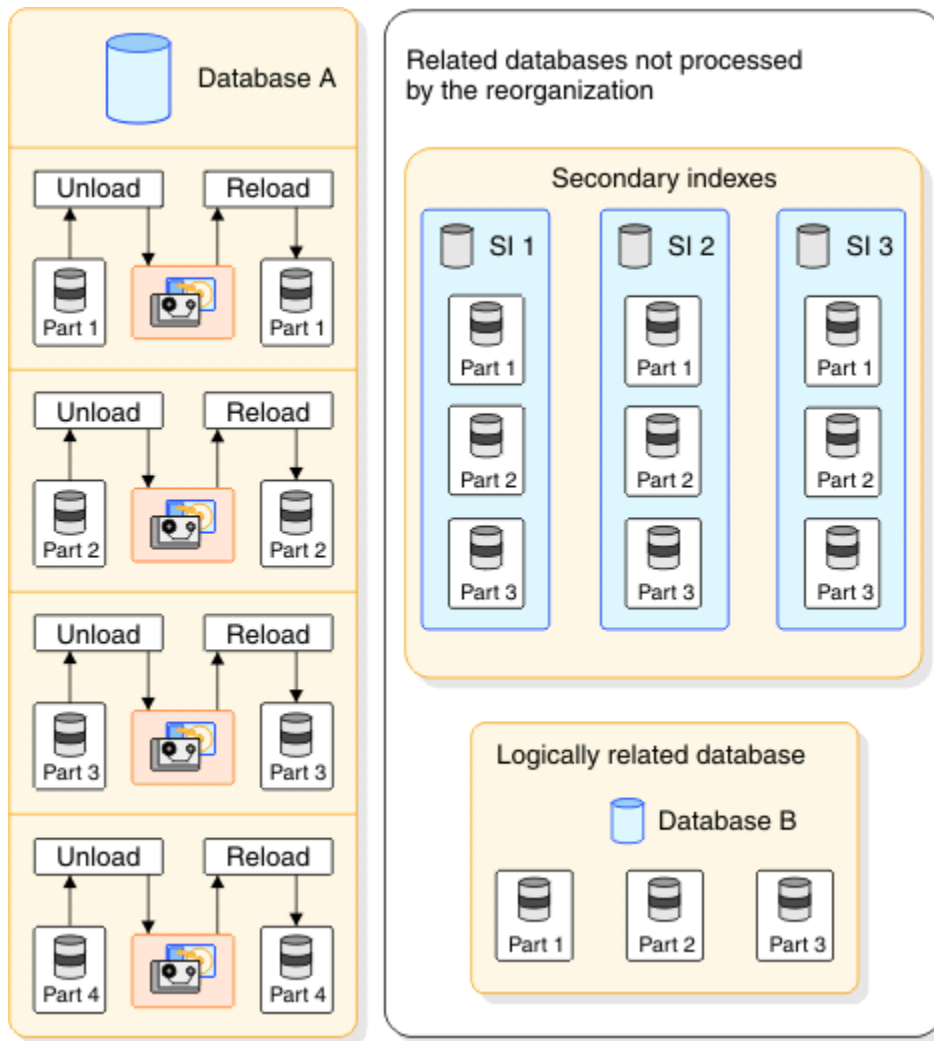 Database A
Unload
Reload
Part 1
Part 1
Unload
Reload
Part 2
Part 2
Unload
Reload
Part 3
Part 3
Unload
Reload
Part 4
Part 4
Related databases not processed
by the reorganization
Secondary indexes
SI 1
Part 1
Part 2
Part 3
SI 2
Part 1
Part 2
Part 3
SI 3
Part 1
Part 2
Part 3
Logically related database
Database B
Part 1
Part 2
Part 3